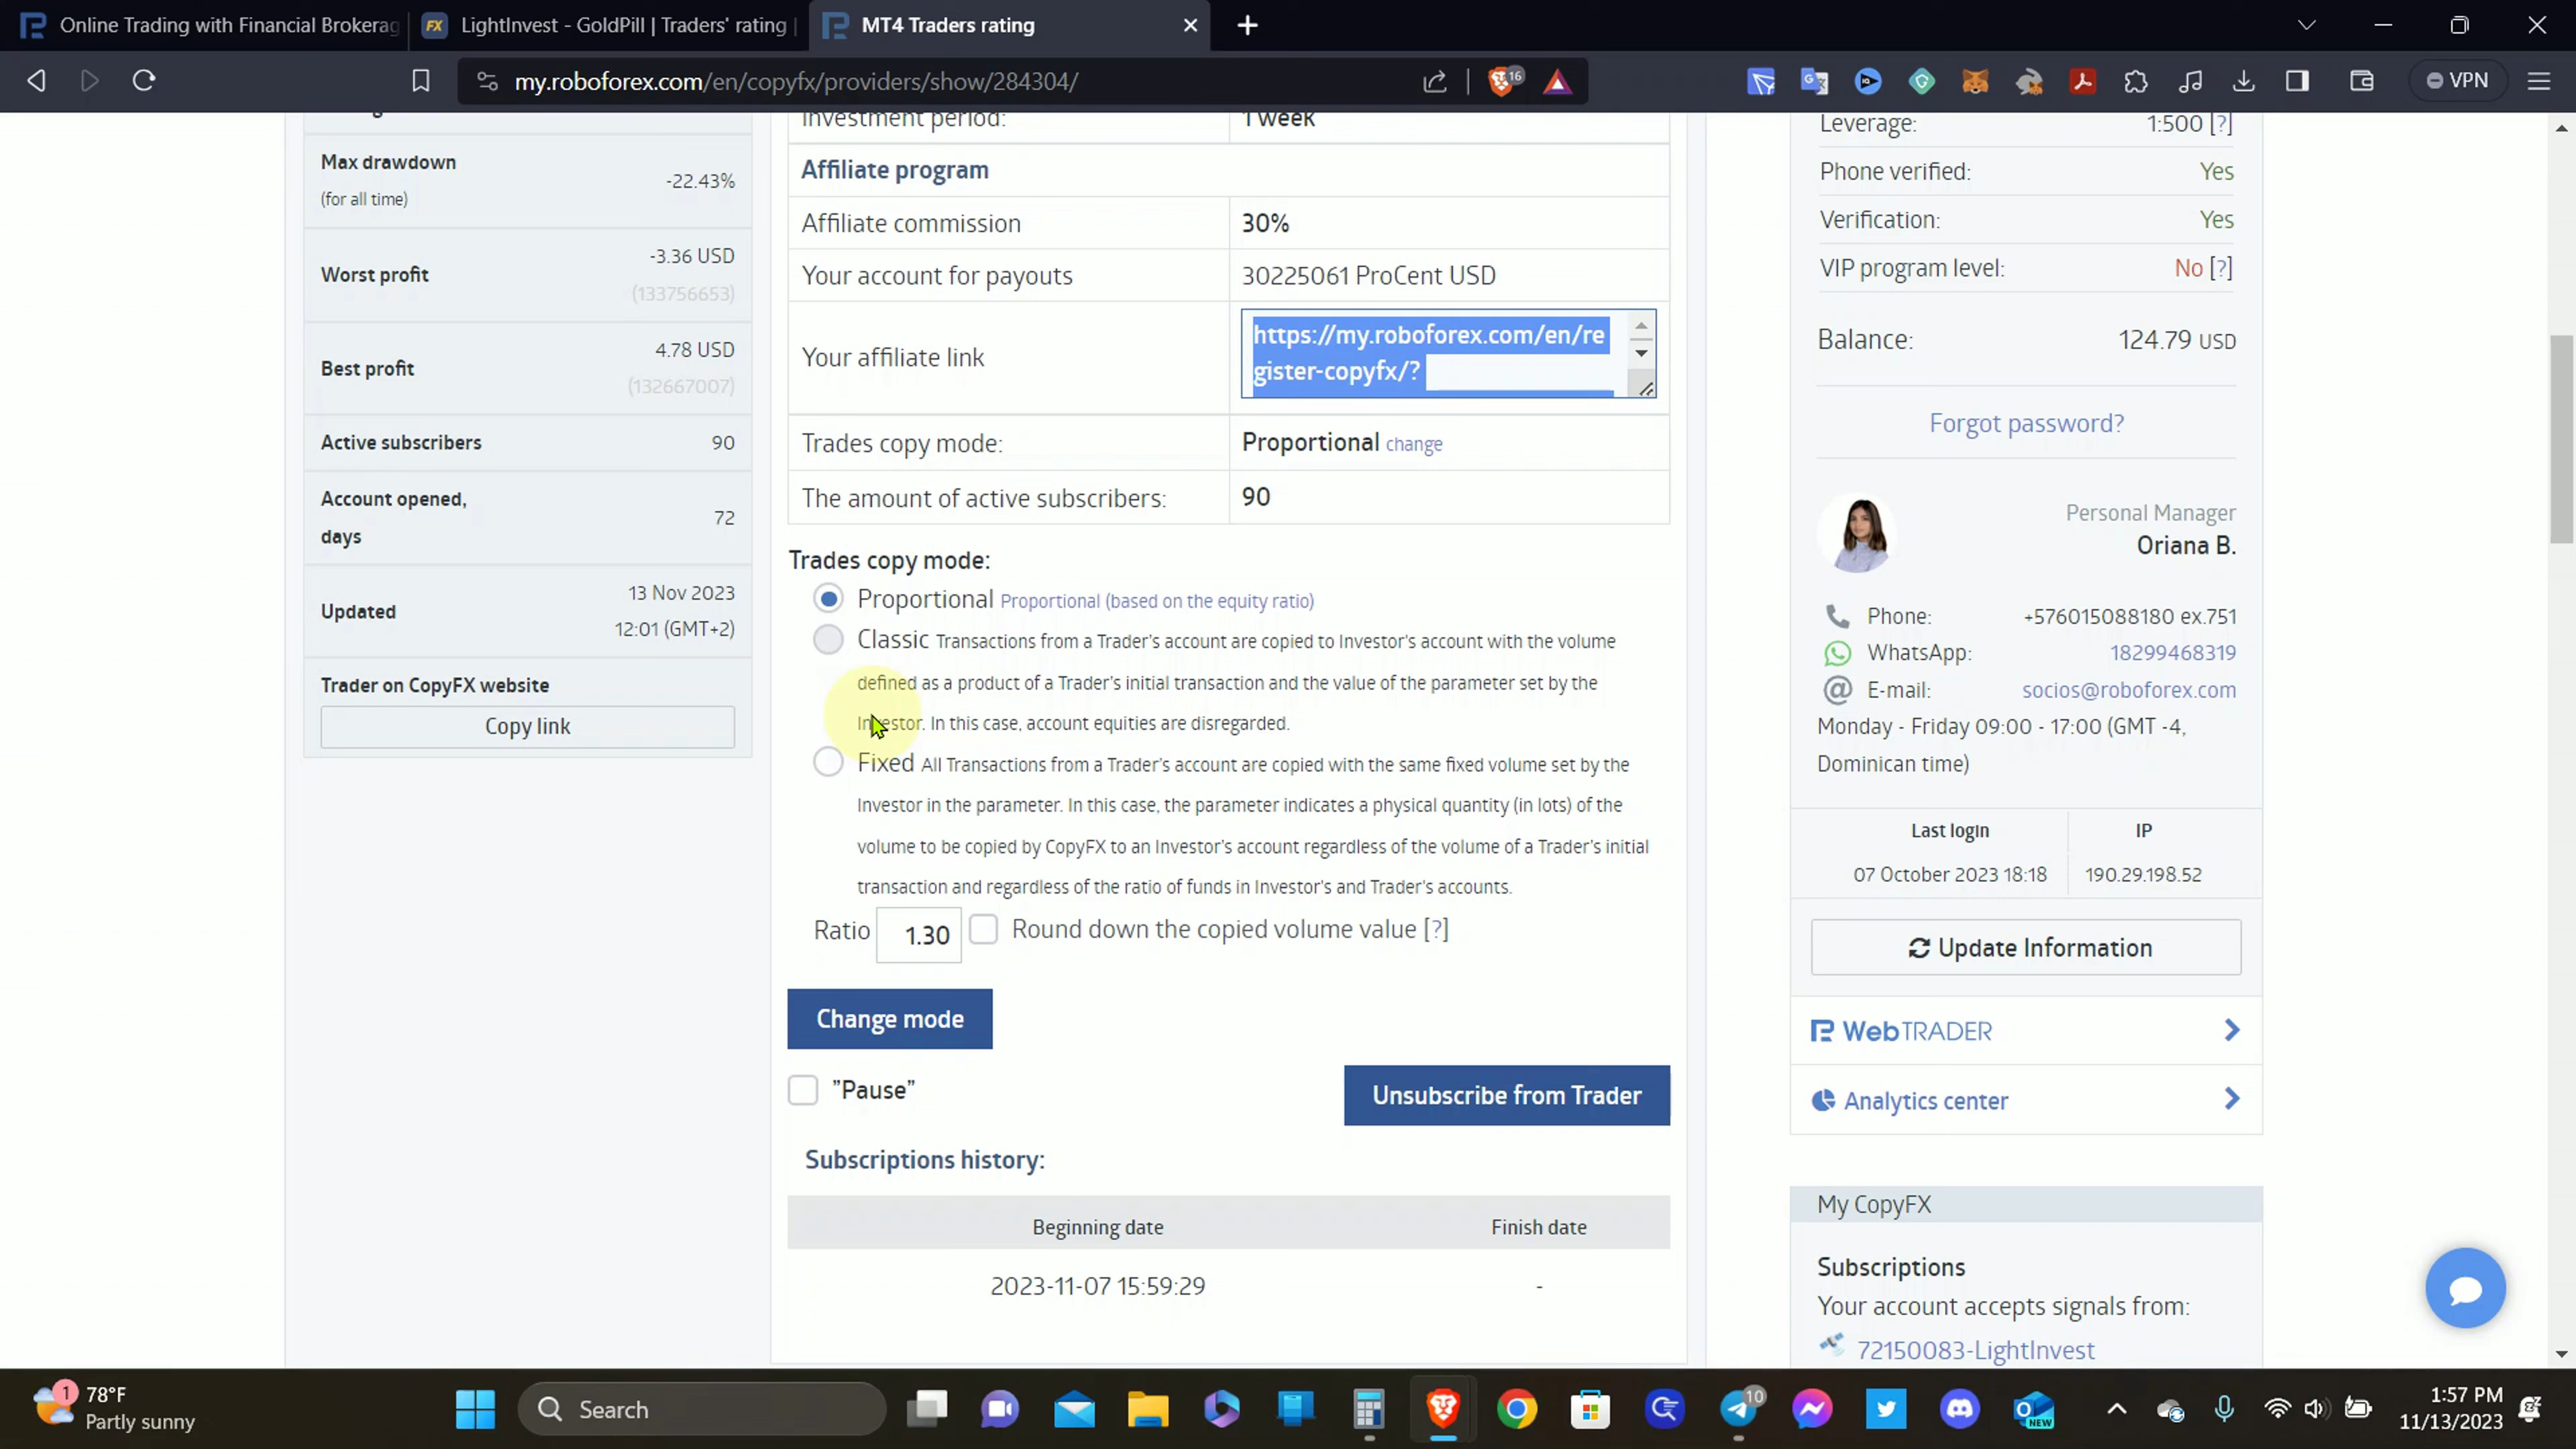 Online Trading with Financial Brokerag
LightInvest - GoldPill | Traders' rating |
MT4 Traders rating
my.roboforex.com/en/copyfx/providers/show/284304/
16
VPN
Max drawdown
(for all time)
-22.43%
Worst profit
-3.36 USD
(133756653)
Best profit
4.78 USD
(132667007)
Active subscribers
90
Account opened,
days
72
Updated
13 Nov 2023
12:01 (GMT+2)
Trader on CopyFX website
Copy link
Investment period:
1 week
Affiliate program
Affiliate commission
30%
Your account for payouts
30225061 ProCent USD
Your affiliate link
https://my.roboforex.com/en/re
gister-copyfx/?
Trades copy mode:
Proportional change
The amount of active subscribers:
90
Trades copy mode:
Proportional Proportional (based on the equity ratio)
Classic Transactions from a Trader's account are copied to Investor's account with the volume
defined as a product of a Trader's initial transaction and the value of the parameter set by the
Investor. In this case, account equities are disregarded.
Fixed All Transactions from a Trader's account are copied with the same fixed volume set by the
Investor in the parameter. In this case, the parameter indicates a physical quantity (in lots) of the
volume to be copied by CopyFX to an Investor's account regardless of the volume of a Trader's initial
transaction and regardless of the ratio of funds in Investor's and Trader's accounts.
Ratio 1.30 Round down the copied volume value [?]
Change mode
"Pause"
Unsubscribe from Trader
Subscriptions history:
Beginning date
Finish date
2023-11-07 15:59:29
-
Leverage:
1:500 [?]
Phone verified:
Yes
Verification:
Yes
VIP program level:
No [?]
Balance:
124.79 USD
Forgot password?
Personal Manager
Oriana B.
Phone:
+576015088180 ex.751
WhatsApp:
18299468319
E-mail:
socios@roboforex.com
Monday - Friday 09:00 - 17:00 (GMT -4,
Dominican time)
Last login
IP
07 October 2023 18:18
190.29.198.52
Update Information
WebTRADER
Analytics center
My CopyFX
Subscriptions
Your account accepts signals from:
72150083-LightInvest
1
78°F
Partly sunny
Search
10
NEW
1:57 PM
11/13/2023